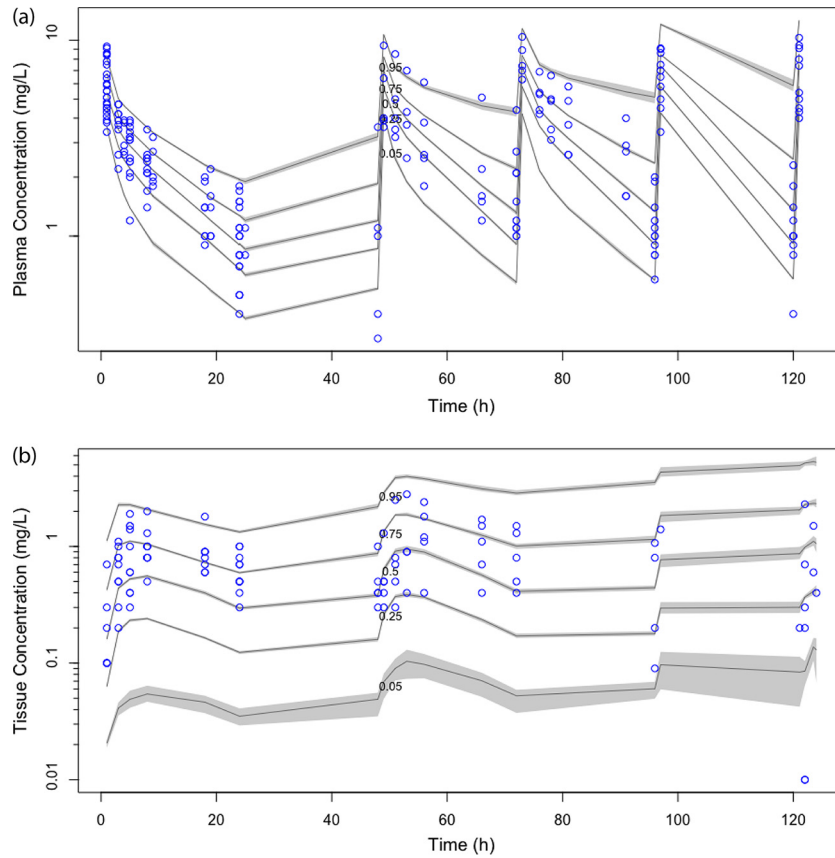 (a)
Plasma Concentration (mg/L)
10
1
0.95
0.75
0.5
0.25
0.05
0 20 40 60 80 100 120
Time (h)
(b)
Tissue Concentration (mg/L)
1
0.1
0.01
0.95
0.75
0.5
0.25
0.05
0 20 40 60 80 100 120
Time (h)